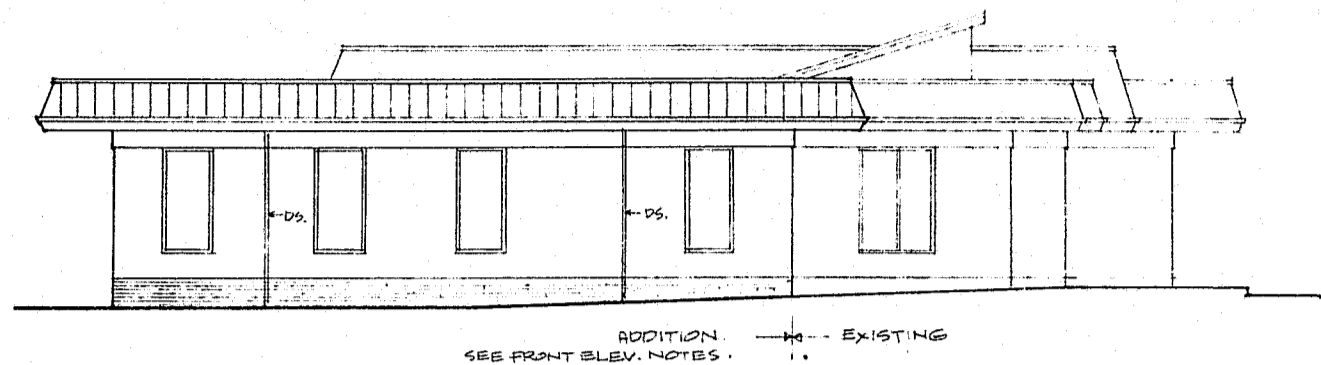 DS.
DS.
ADDITION. EXISTING
SEE FRONT ELEV. NOTES.